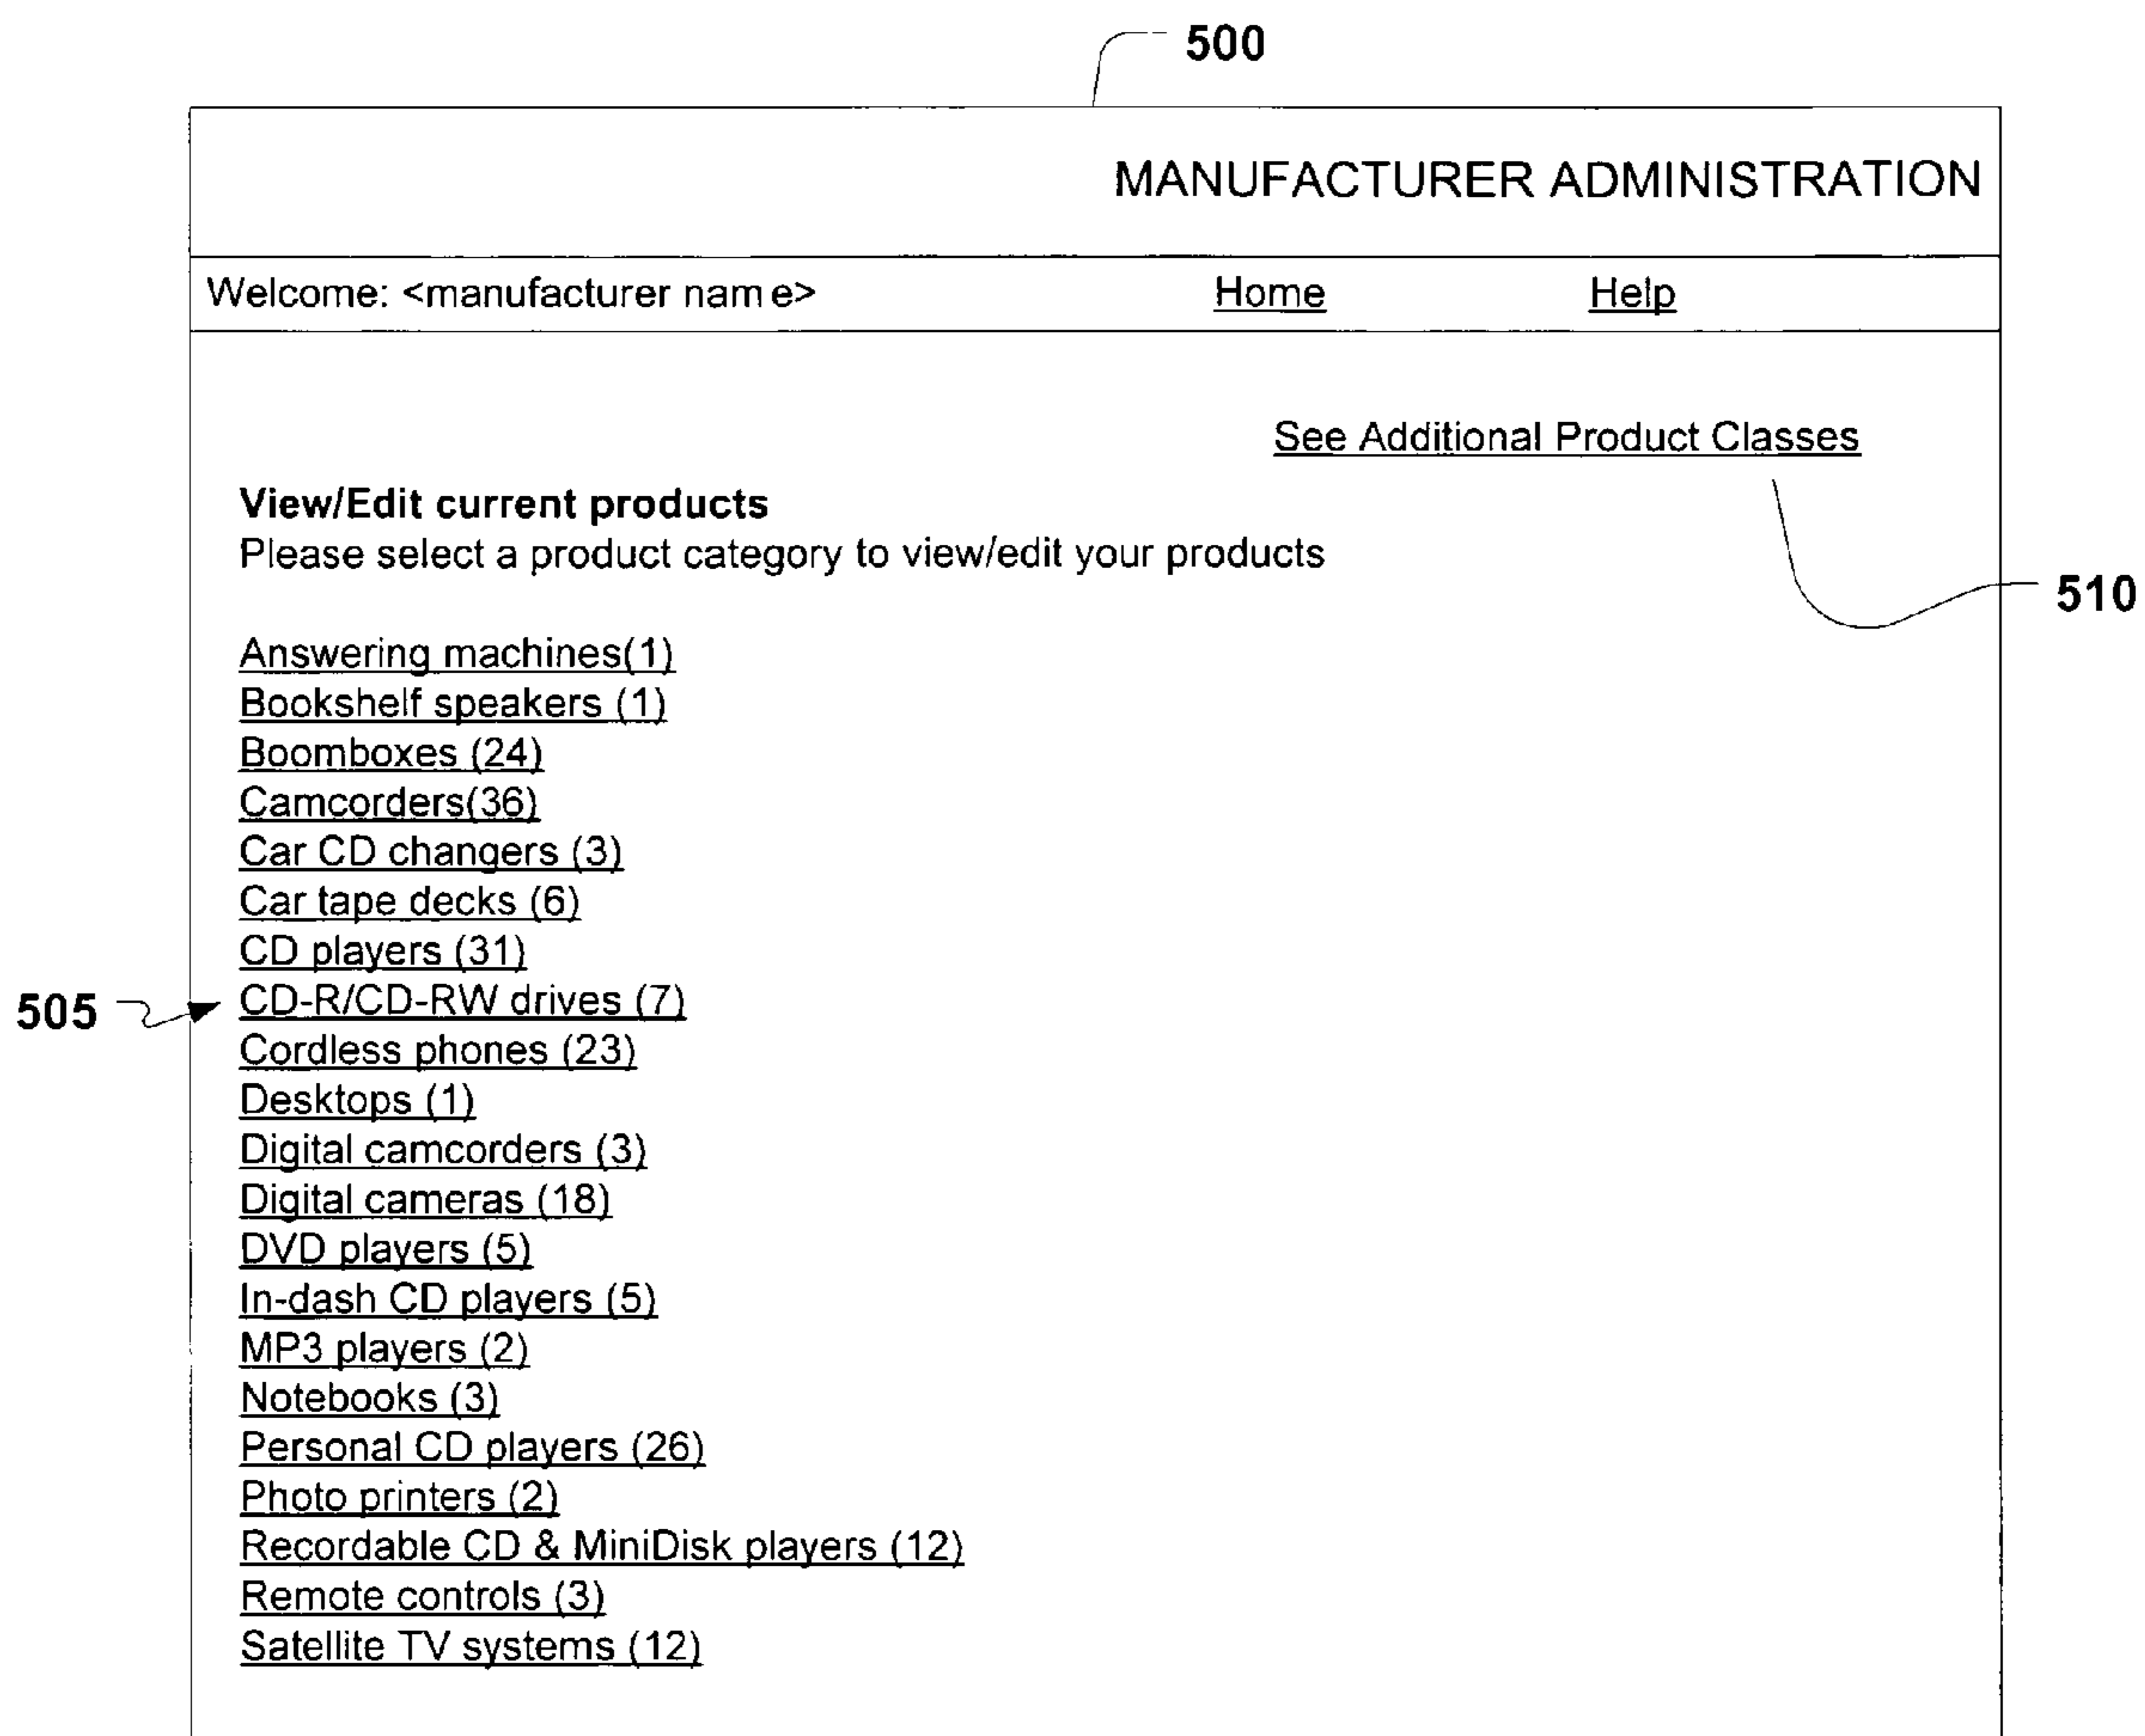 500
MANUFACTURER ADMINISTRATION
Welcome: <manufacturer name> Home Help
See Additional Product Classes
View/Edit current products
Please select a product category to view/edit your products
510
Answering machines(1)
Bookshelf speakers (1)
Boomboxes (24)
Camcorders(36)
Car CD changers (3)
Car tape decks (6)
CD players (31)
505 CD-R/CD-RW drives (7)
Cordless phones (23)
Desktops (1)
Digital camcorders (3)
Digital cameras (18)
DVD players (5)
In-dash CD players (5)
MP3 players (2)
Notebooks (3)
Personal CD players (26)
Photo printers (2)
Recordable CD & MiniDisk players (12)
Remote controls (3)
Satellite TV systems (12)